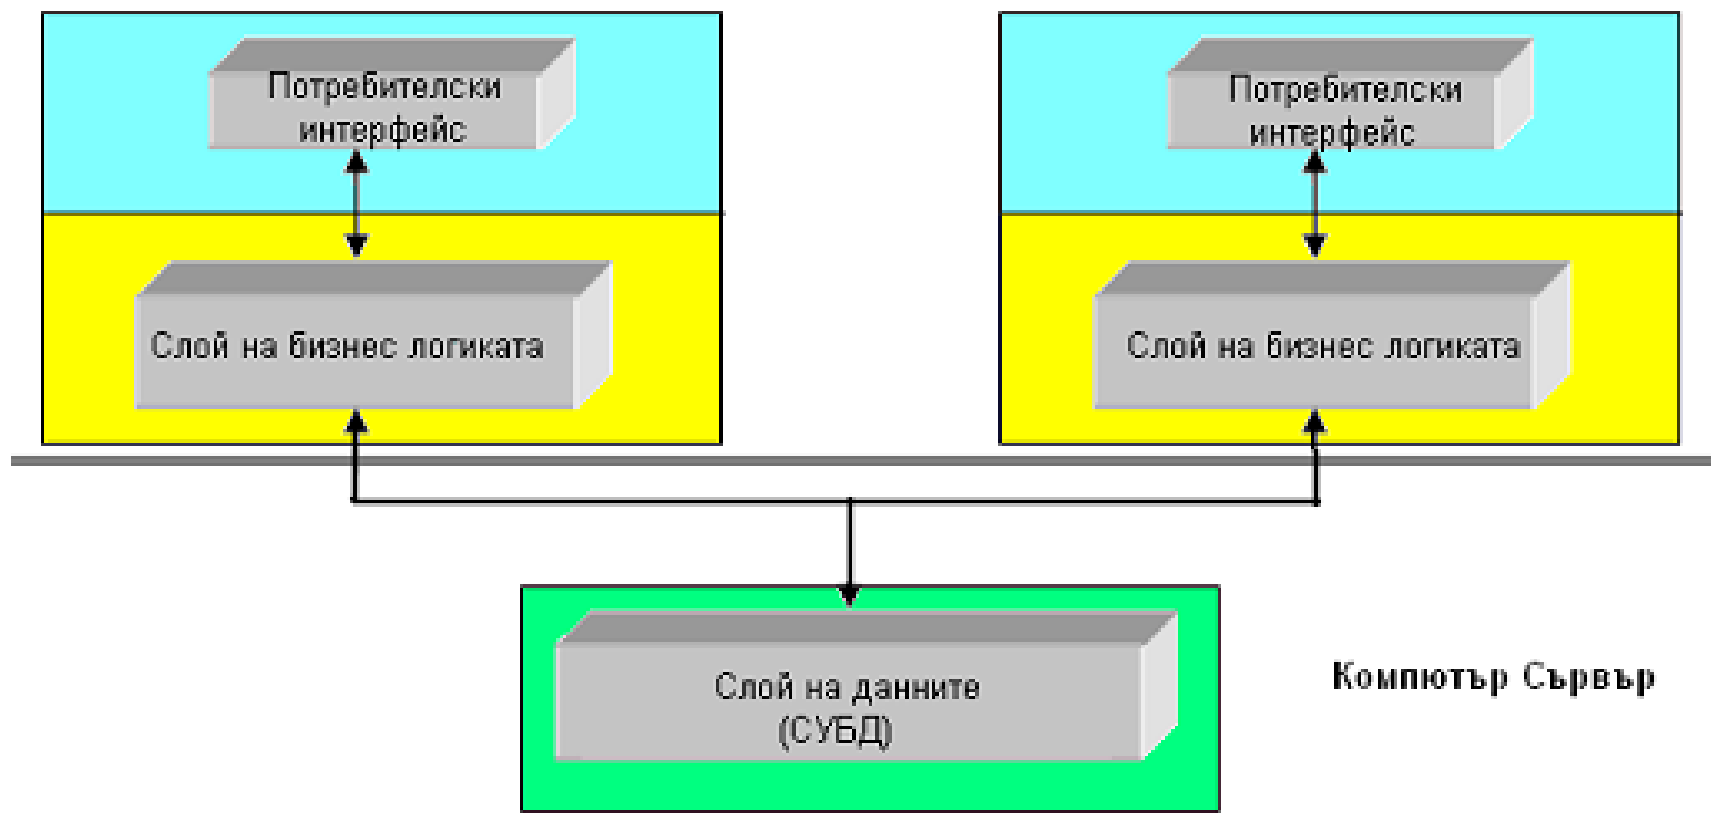 Потребителски
интерфейс
Потребителски
интерфейс
Слой на бизнес логиката
Слой на бизнес логиката
Слой на данните
(СУБД)
Компютър Сървър